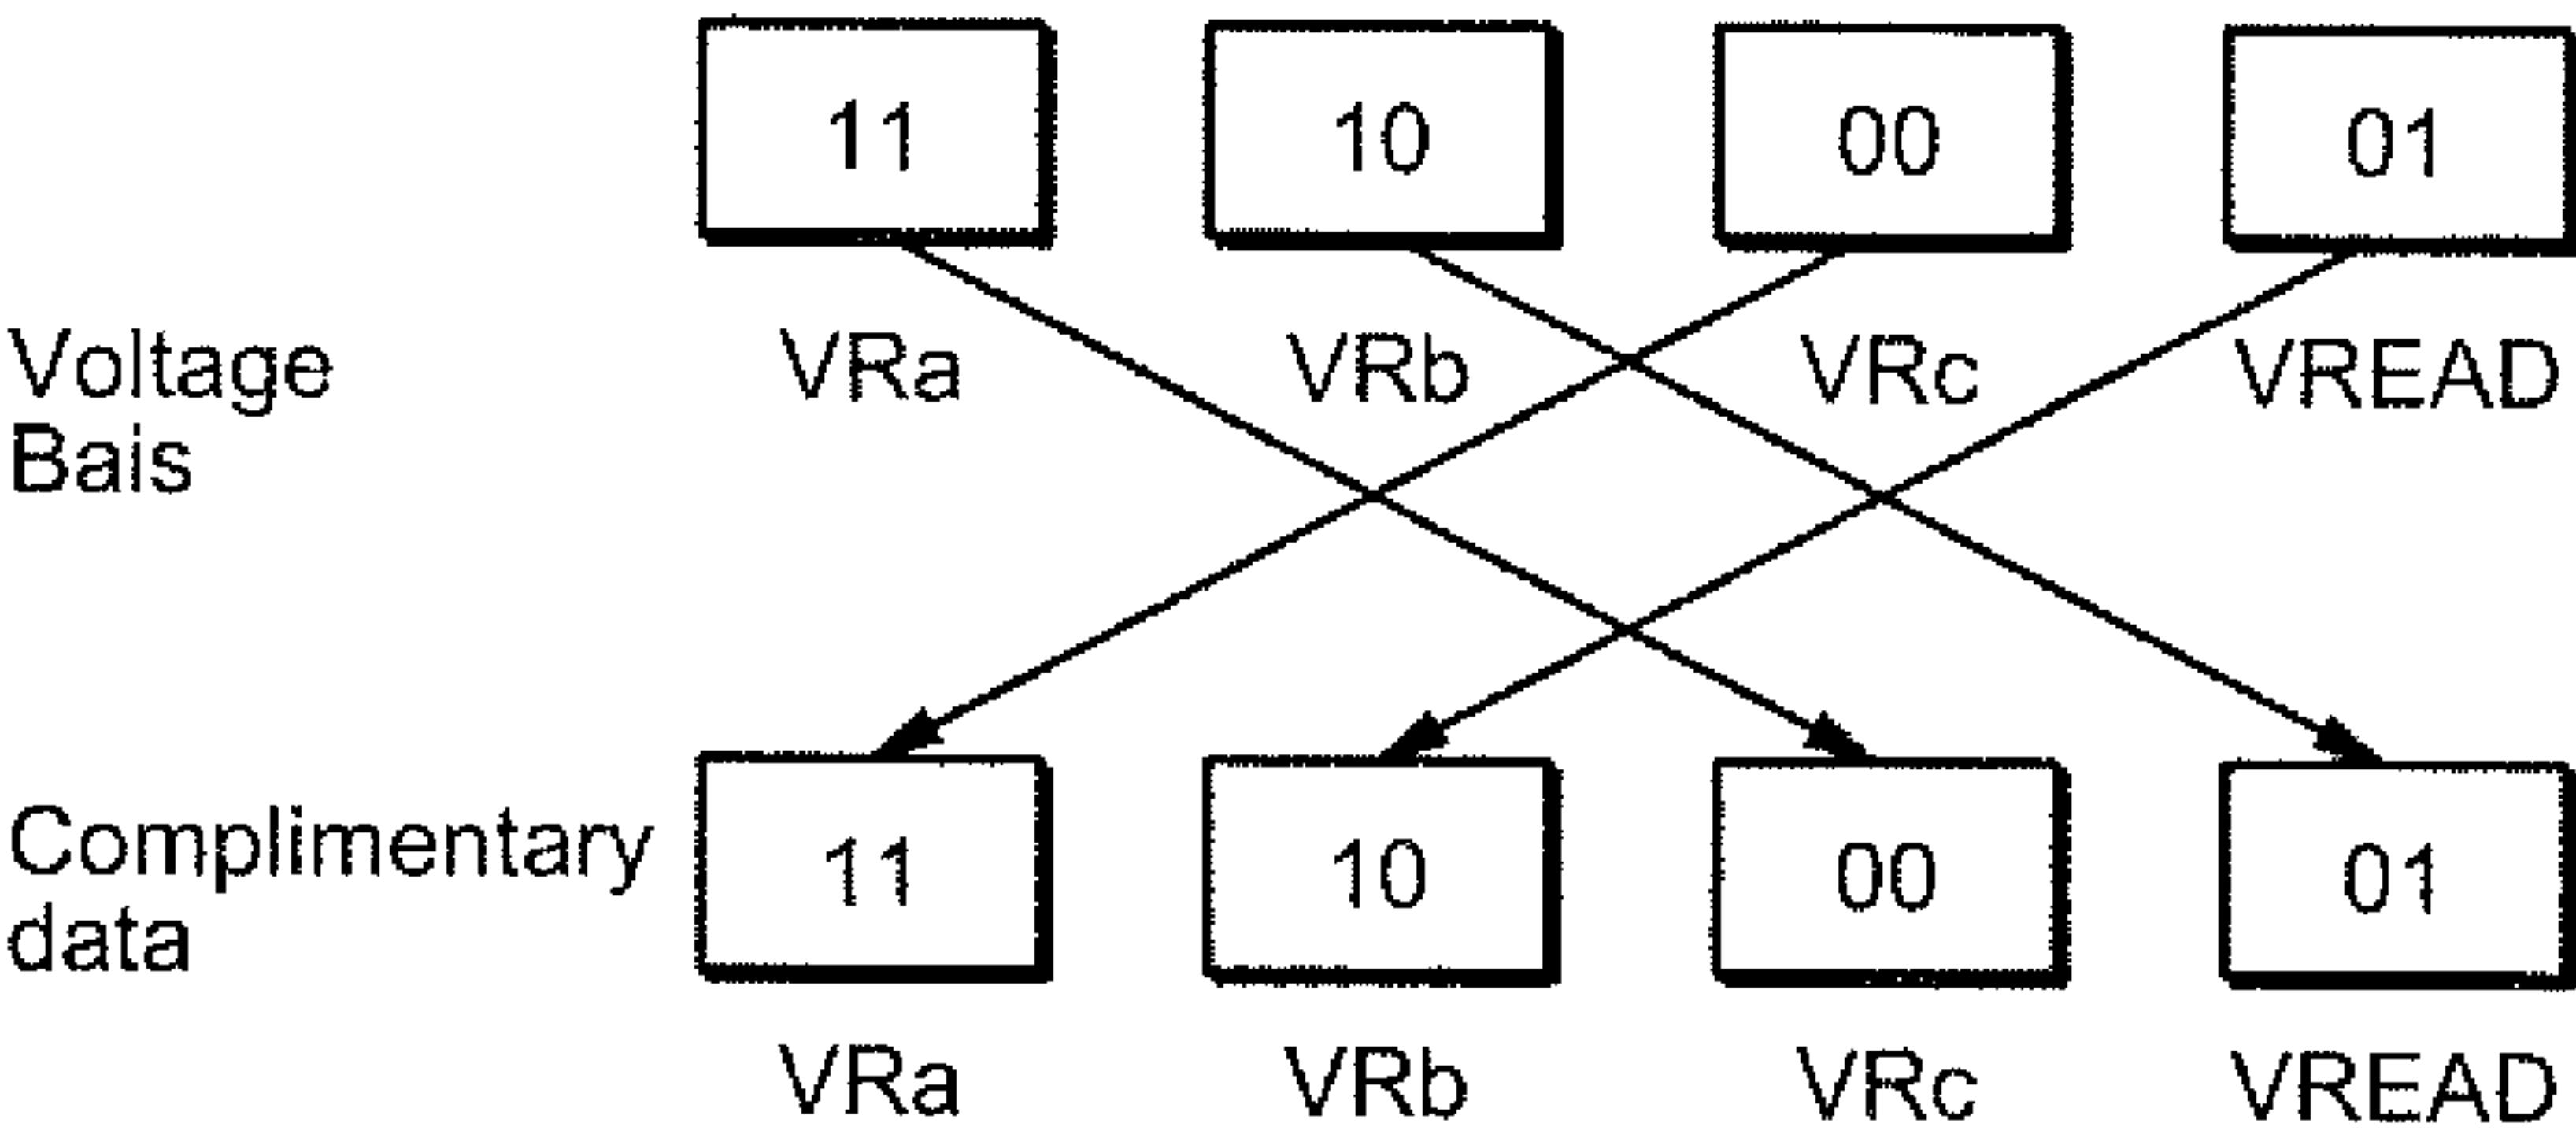 11 10 00 01
Voltage
Bais
VRa VRb VRc VREAD
Complimentary
data
11 10 00 01
VRa VRb VRc VREAD